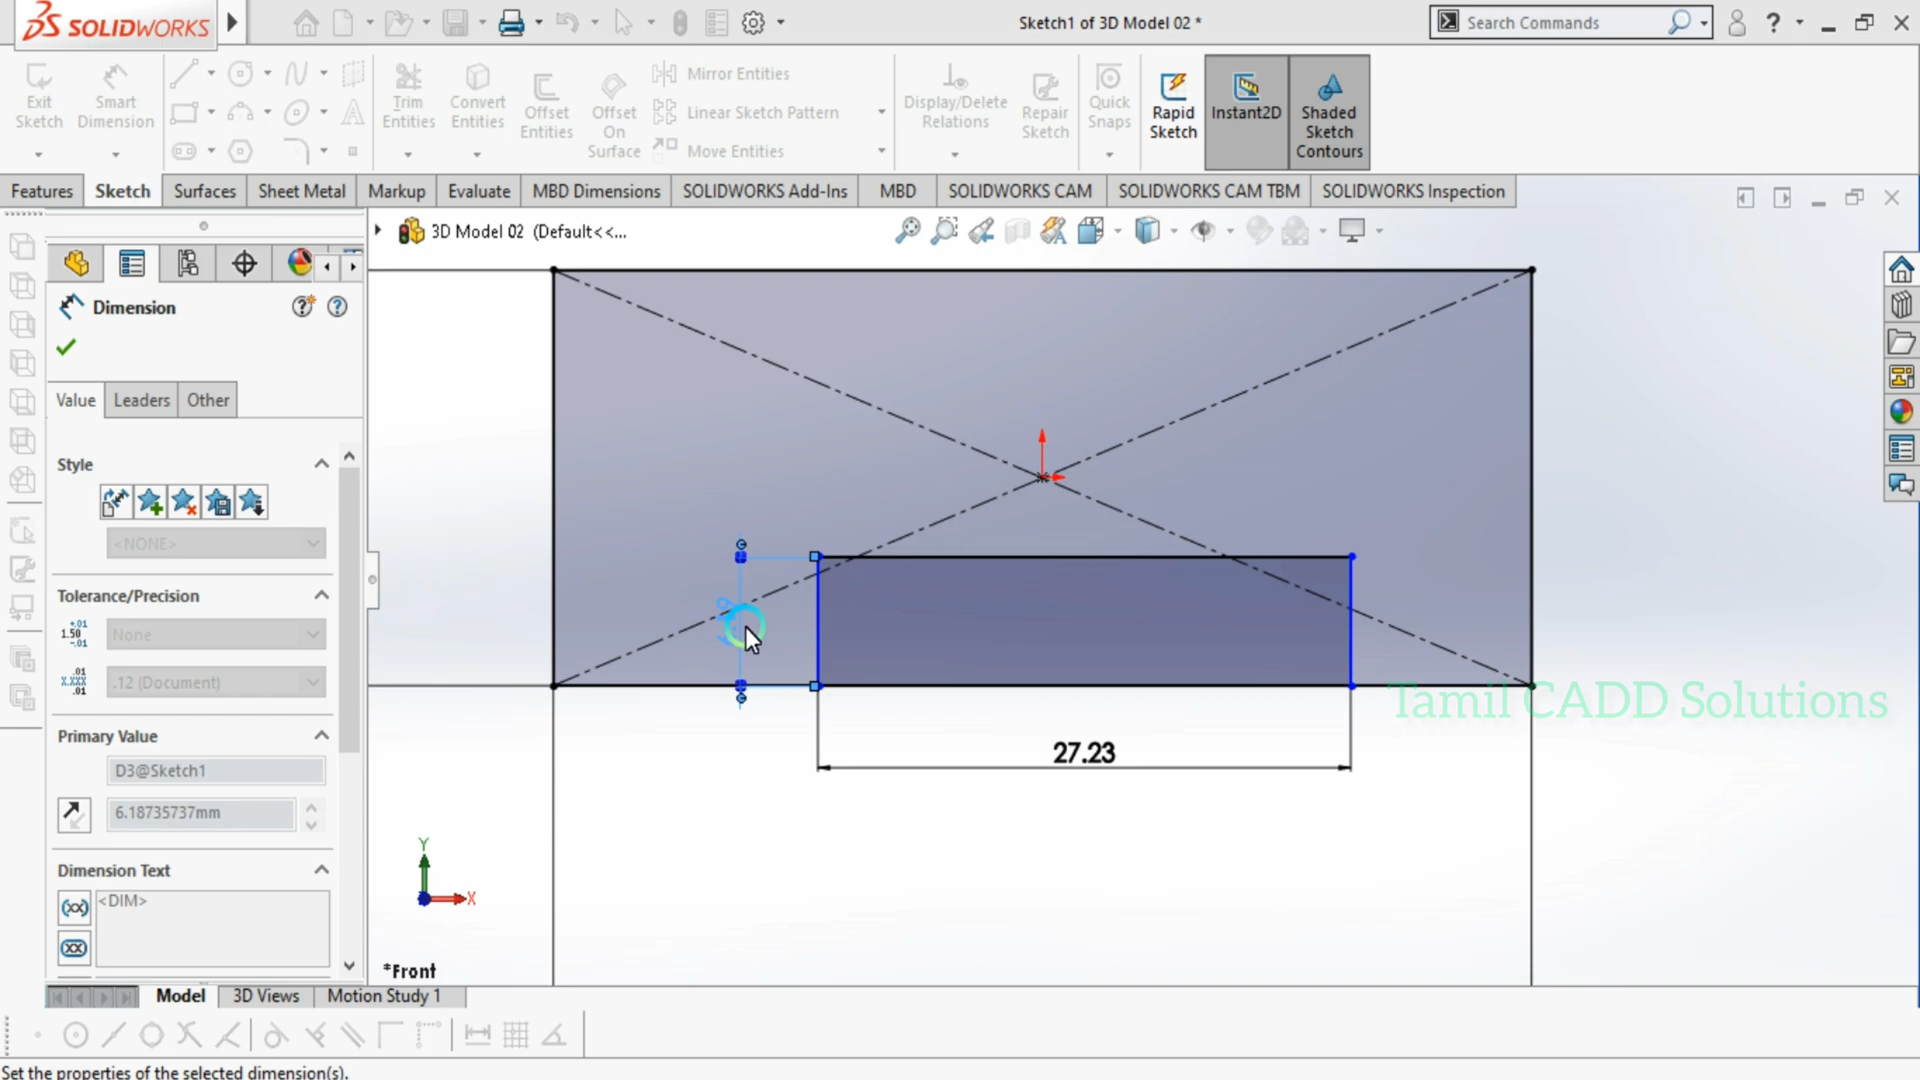 SOLIDWORKS
Sketch1 of 3D Model 02 *
Search Commands
Exit Sketch
Smart Dimension
Trim Entities
Convert Entities
Offset Entities
Offset On Surface
Mirror Entities
Linear Sketch Pattern
Move Entities
Display/Delete Relations
Repair Sketch
Quick Snaps
Rapid Sketch
Instant2D
Shaded Sketch Contours
Features
Sketch
Surfaces
Sheet Metal
Markup
Evaluate
MBD Dimensions
SOLIDWORKS Add-Ins
MBD
SOLIDWORKS CAM
SOLIDWORKS CAM TBM
SOLIDWORKS Inspection
3D Model 02 (Default<<...
Dimension
Value
Leaders
Other
Style
<NONE>
Tolerance/Precision
None
.12 (Document)
Primary Value
D3@Sketch1
6.18735737mm
Dimension Text
<DIM>
27.23
Tamil CADD Solutions
Y
X
*Front
Model
3D Views
Motion Study 1
Set the properties of the selected dimension(s).